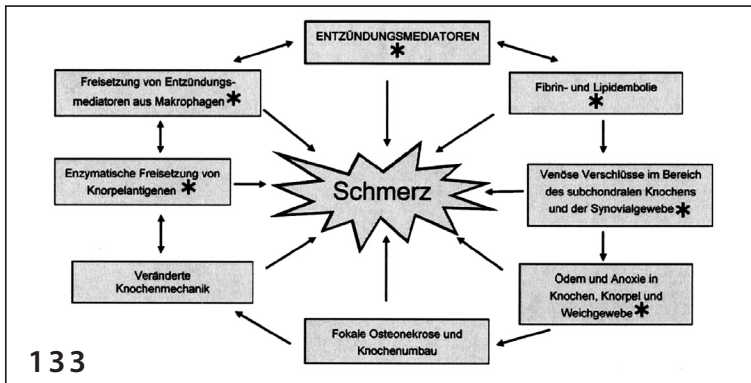 ENTZÜNDUNGSMEDIATOREN
*
Freisetzung von Entzündungs-
mediatoren aus Makrophagen *
Fibrin- und Lipidembolie
*
Enzymatische Freisetzung von
Knorpelantigenen *
Schmerz
Venöse Verschlüsse im Bereich
des subchondralen Knochens
und der Synovialgewebe *
Veränderte
Knochenmechanik
Ödem und Anoxie in
Knochen, Knorpel und
Weichgewebe *
Fokale Osteonekrose und
Knochenumbau
133